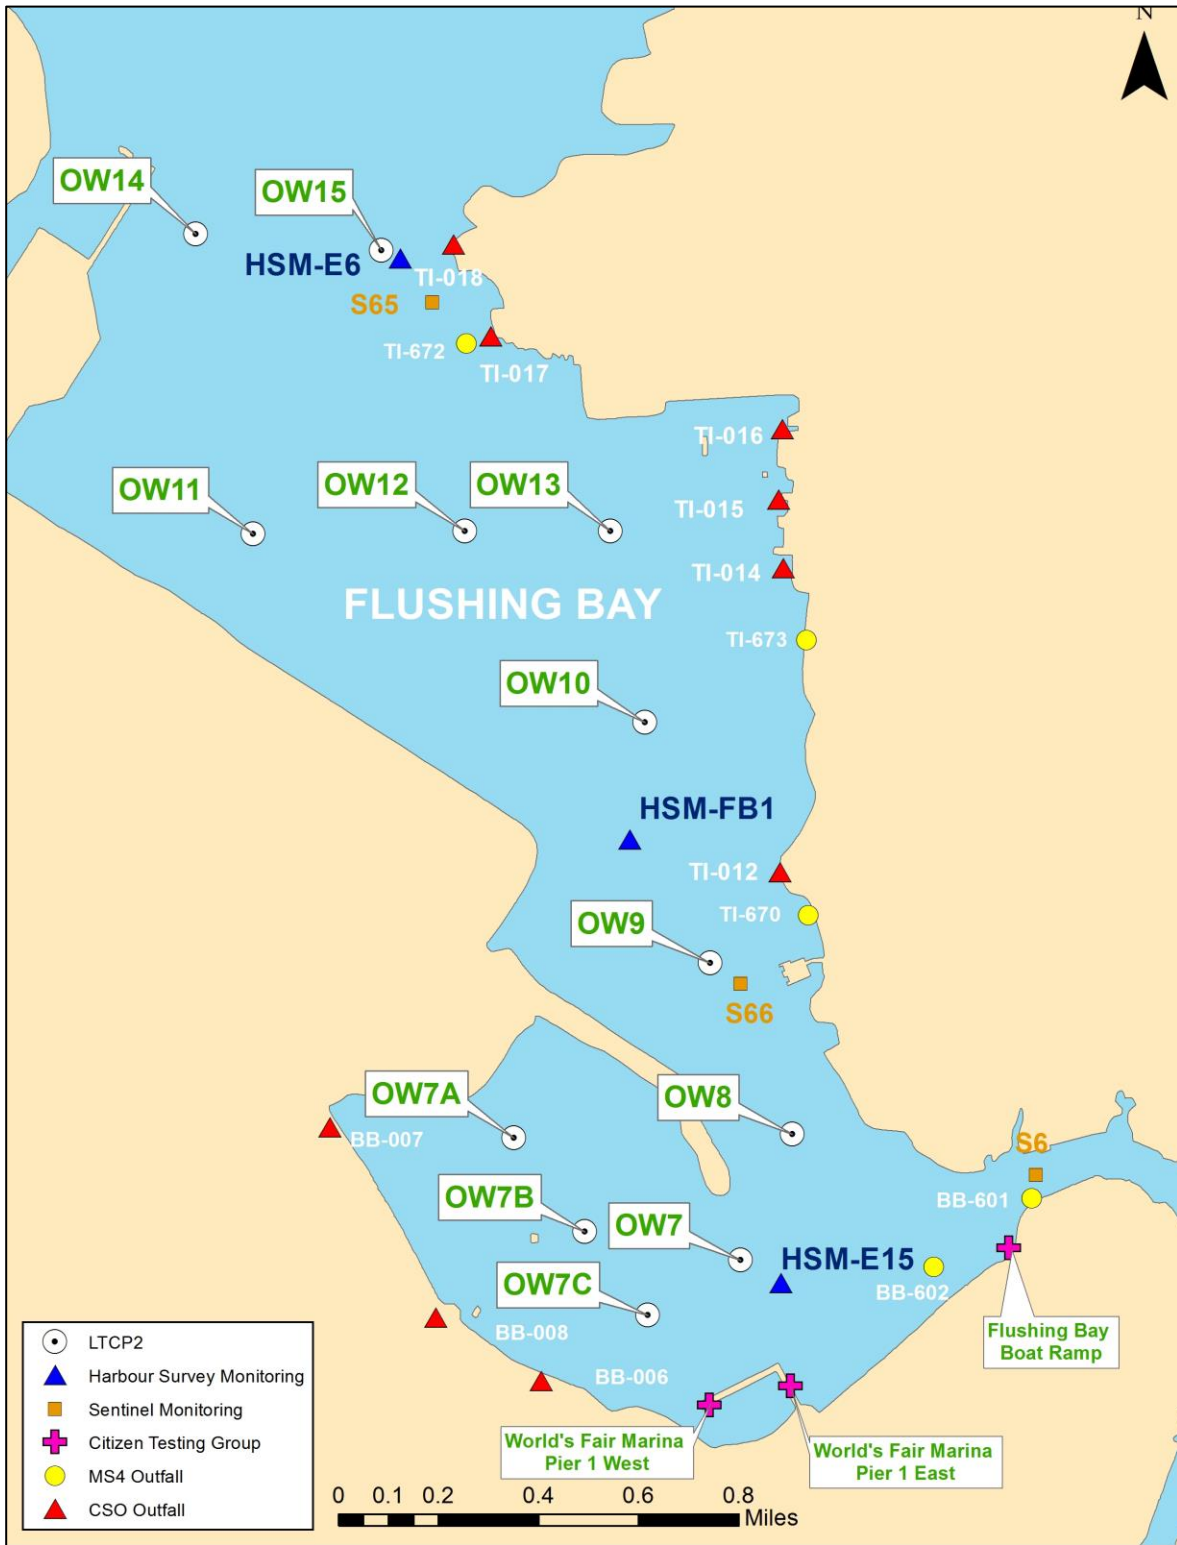 N
OW14
OW15
HSM-E6
TI-018
S65
TI-672
TI-017
TI-016
OW11
OW12
OW13
TI-015
TI-014
FLUSHING BAY
TI-673
OW10
HSM-FB1
TI-012
TI-670
OW9
S66
OW7A
OW8
BB-007
S6
OW7B
BB-601
OW7
HSM-E15
BB-602
OW7C
BB-008
Flushing Bay
Boat Ramp
BB-006
World's Fair Marina
Pier 1 West
World's Fair Marina
Pier 1 East
LTCP2
Harbour Survey Monitoring
Sentinel Monitoring
Citizen Testing Group
MS4 Outfall
CSO Outfall
0 0.1 0.2 0.4 0.6 0.8
Miles